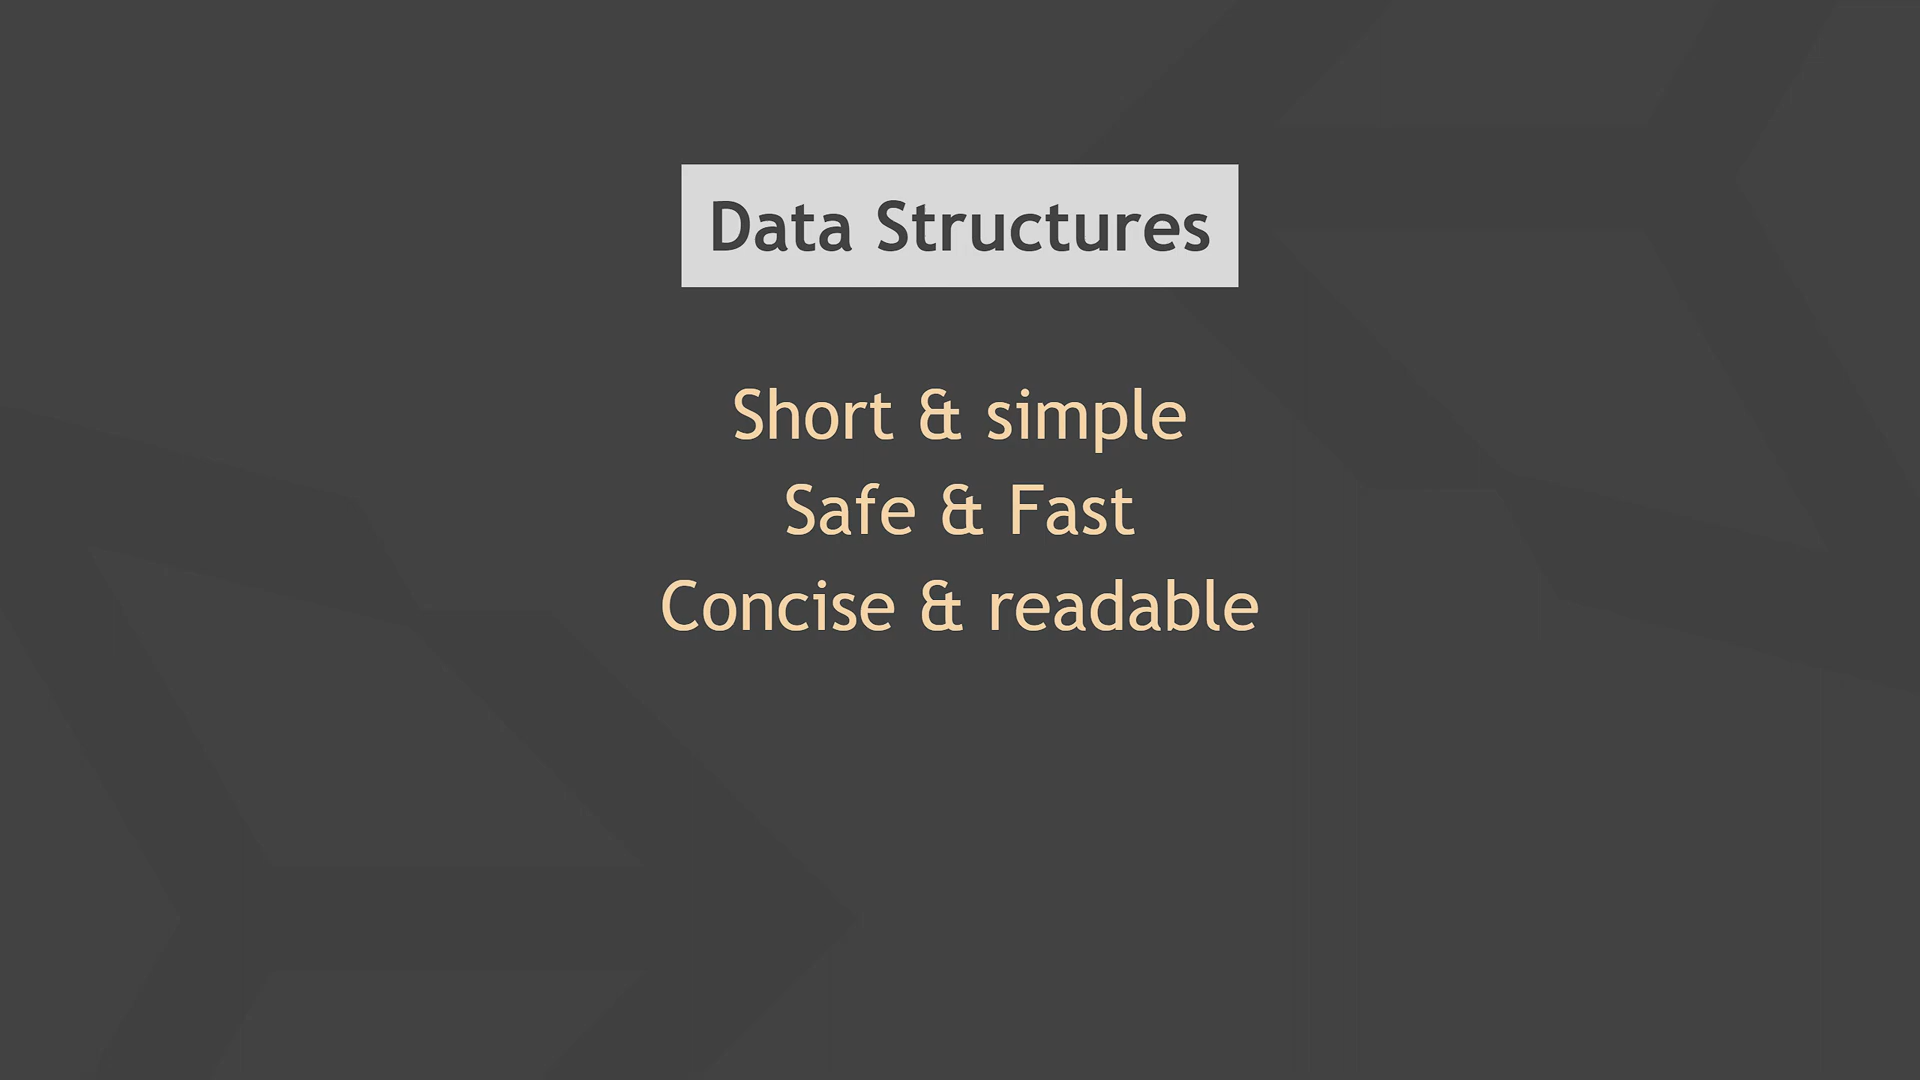 Data Structures
Short & simple
Safe & Fast
Concise & readable